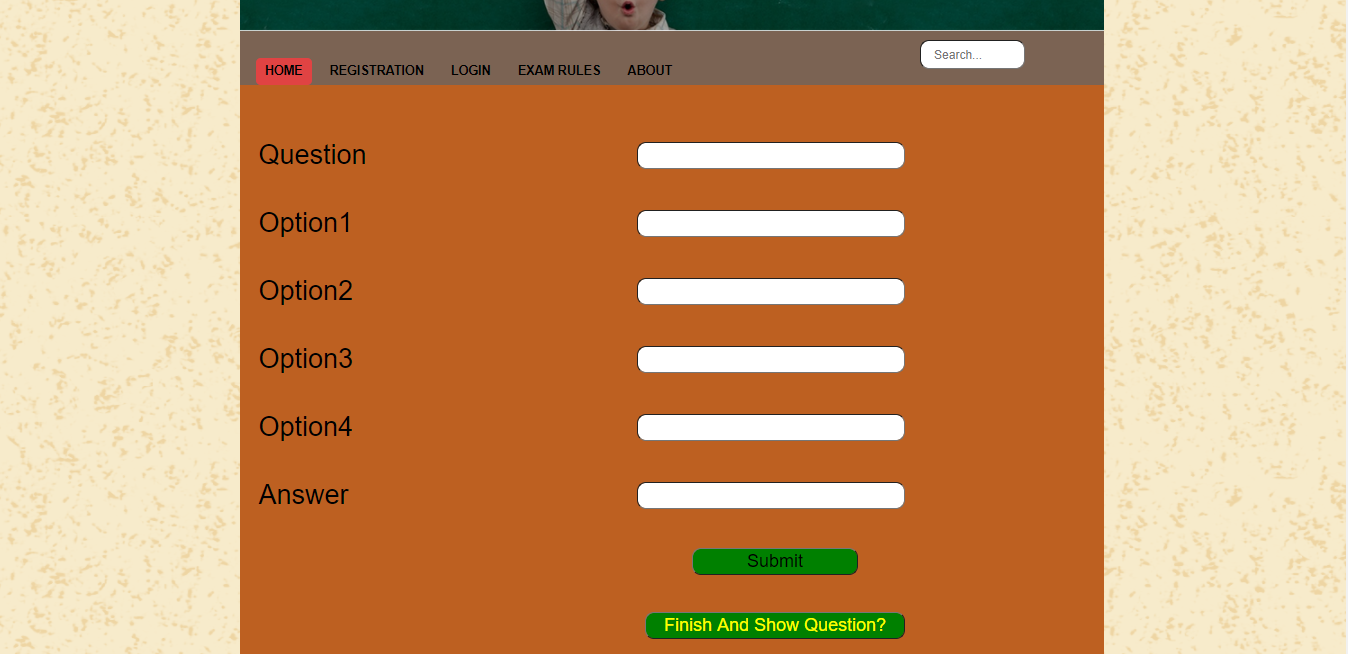 Search...
HOME REGISTRATION LOGIN EXAM RULES ABOUT
Question
Option1
Option2
Option3
Option4
Answer
Submit
Finish And Show Question?